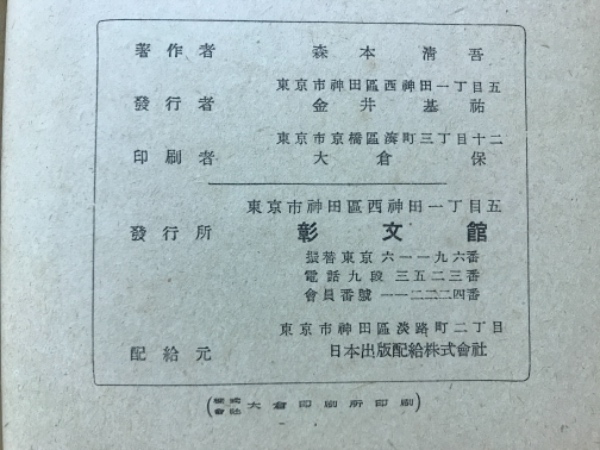 著作者 森本清吾
東京市神田區西神田一丁目五
發行者 金井基祐
東京市京橋區湊町三丁目十二
印刷者 大倉保
東京市神田區西神田一丁目五
發行所 彰文館
振替東京六一一九六番
電話九段三五二三番
會員番號一一二二二四番
東京市神田區淡路町二丁目
配給元 日本出版配給株式會社
(株式會社 大倉印刷所印刷)